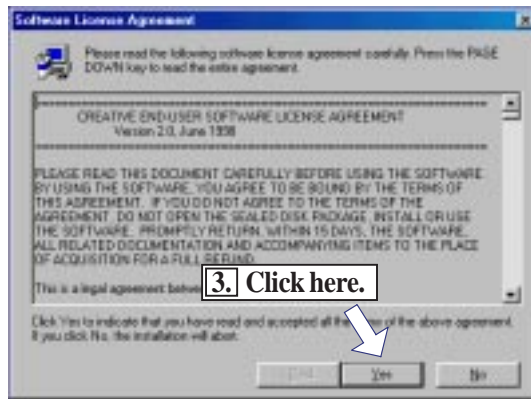 Software License Agreement
Please read the following software license agreement carefully. Press the PAGE
DOWN key to read the entire agreement.
CREATIVE END-USER SOFTWARE LICENSE AGREEMENT
Version 2.0, June 1998
PLEASE READ THIS DOCUMENT CAREFULLY BEFORE USING THE SOFTWARE.
BY USING THE SOFTWARE, YOU AGREE TO BE BOUND BY THE TERMS OF
THIS AGREEMENT. IF YOU DO NOT AGREE TO THE TERMS OF THE
AGREEMENT, DO NOT OPEN THE SEALED DISK PACKAGE, INSTALL OR USE
THE SOFTWARE. PROMPTLY RETURN, WITHIN 15 DAYS, THE SOFTWARE,
ALL RELATED DOCUMENTATION AND ACCOMPANYING ITEMS TO THE PLACE
OF ACQUISITION FOR A FULL REFUND.
This is a legal agreement
3. Click here.
Click Yes to indicate that you have read and accepted all the of the above agreement.
If you click No, the installation will abort.
Yes
No